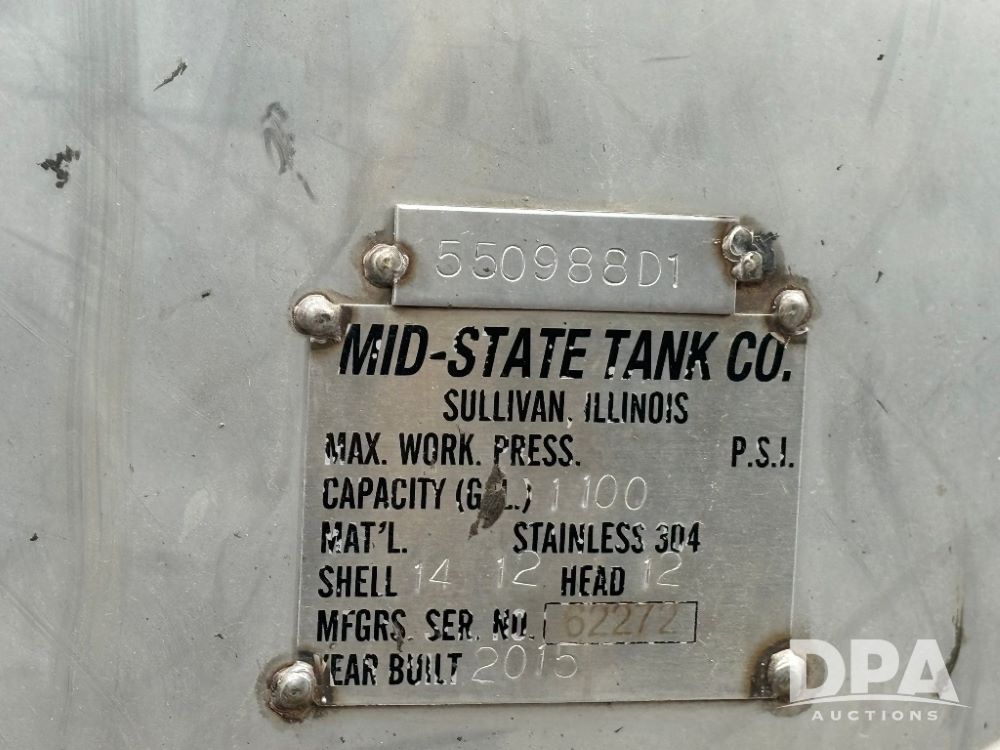 550988D1
MID-STATE TANK CO.
SULLIVAN, ILLINOIS
MAX. WORK. PRESS. P.S.I.
CAPACITY (G L.) 1100
MAT'L. STAINLESS 304
SHELL 14 12 HEAD 12
MFGRS. SER. NO. 62272
YEAR BUILT 2015
DPA
AUCTIONS